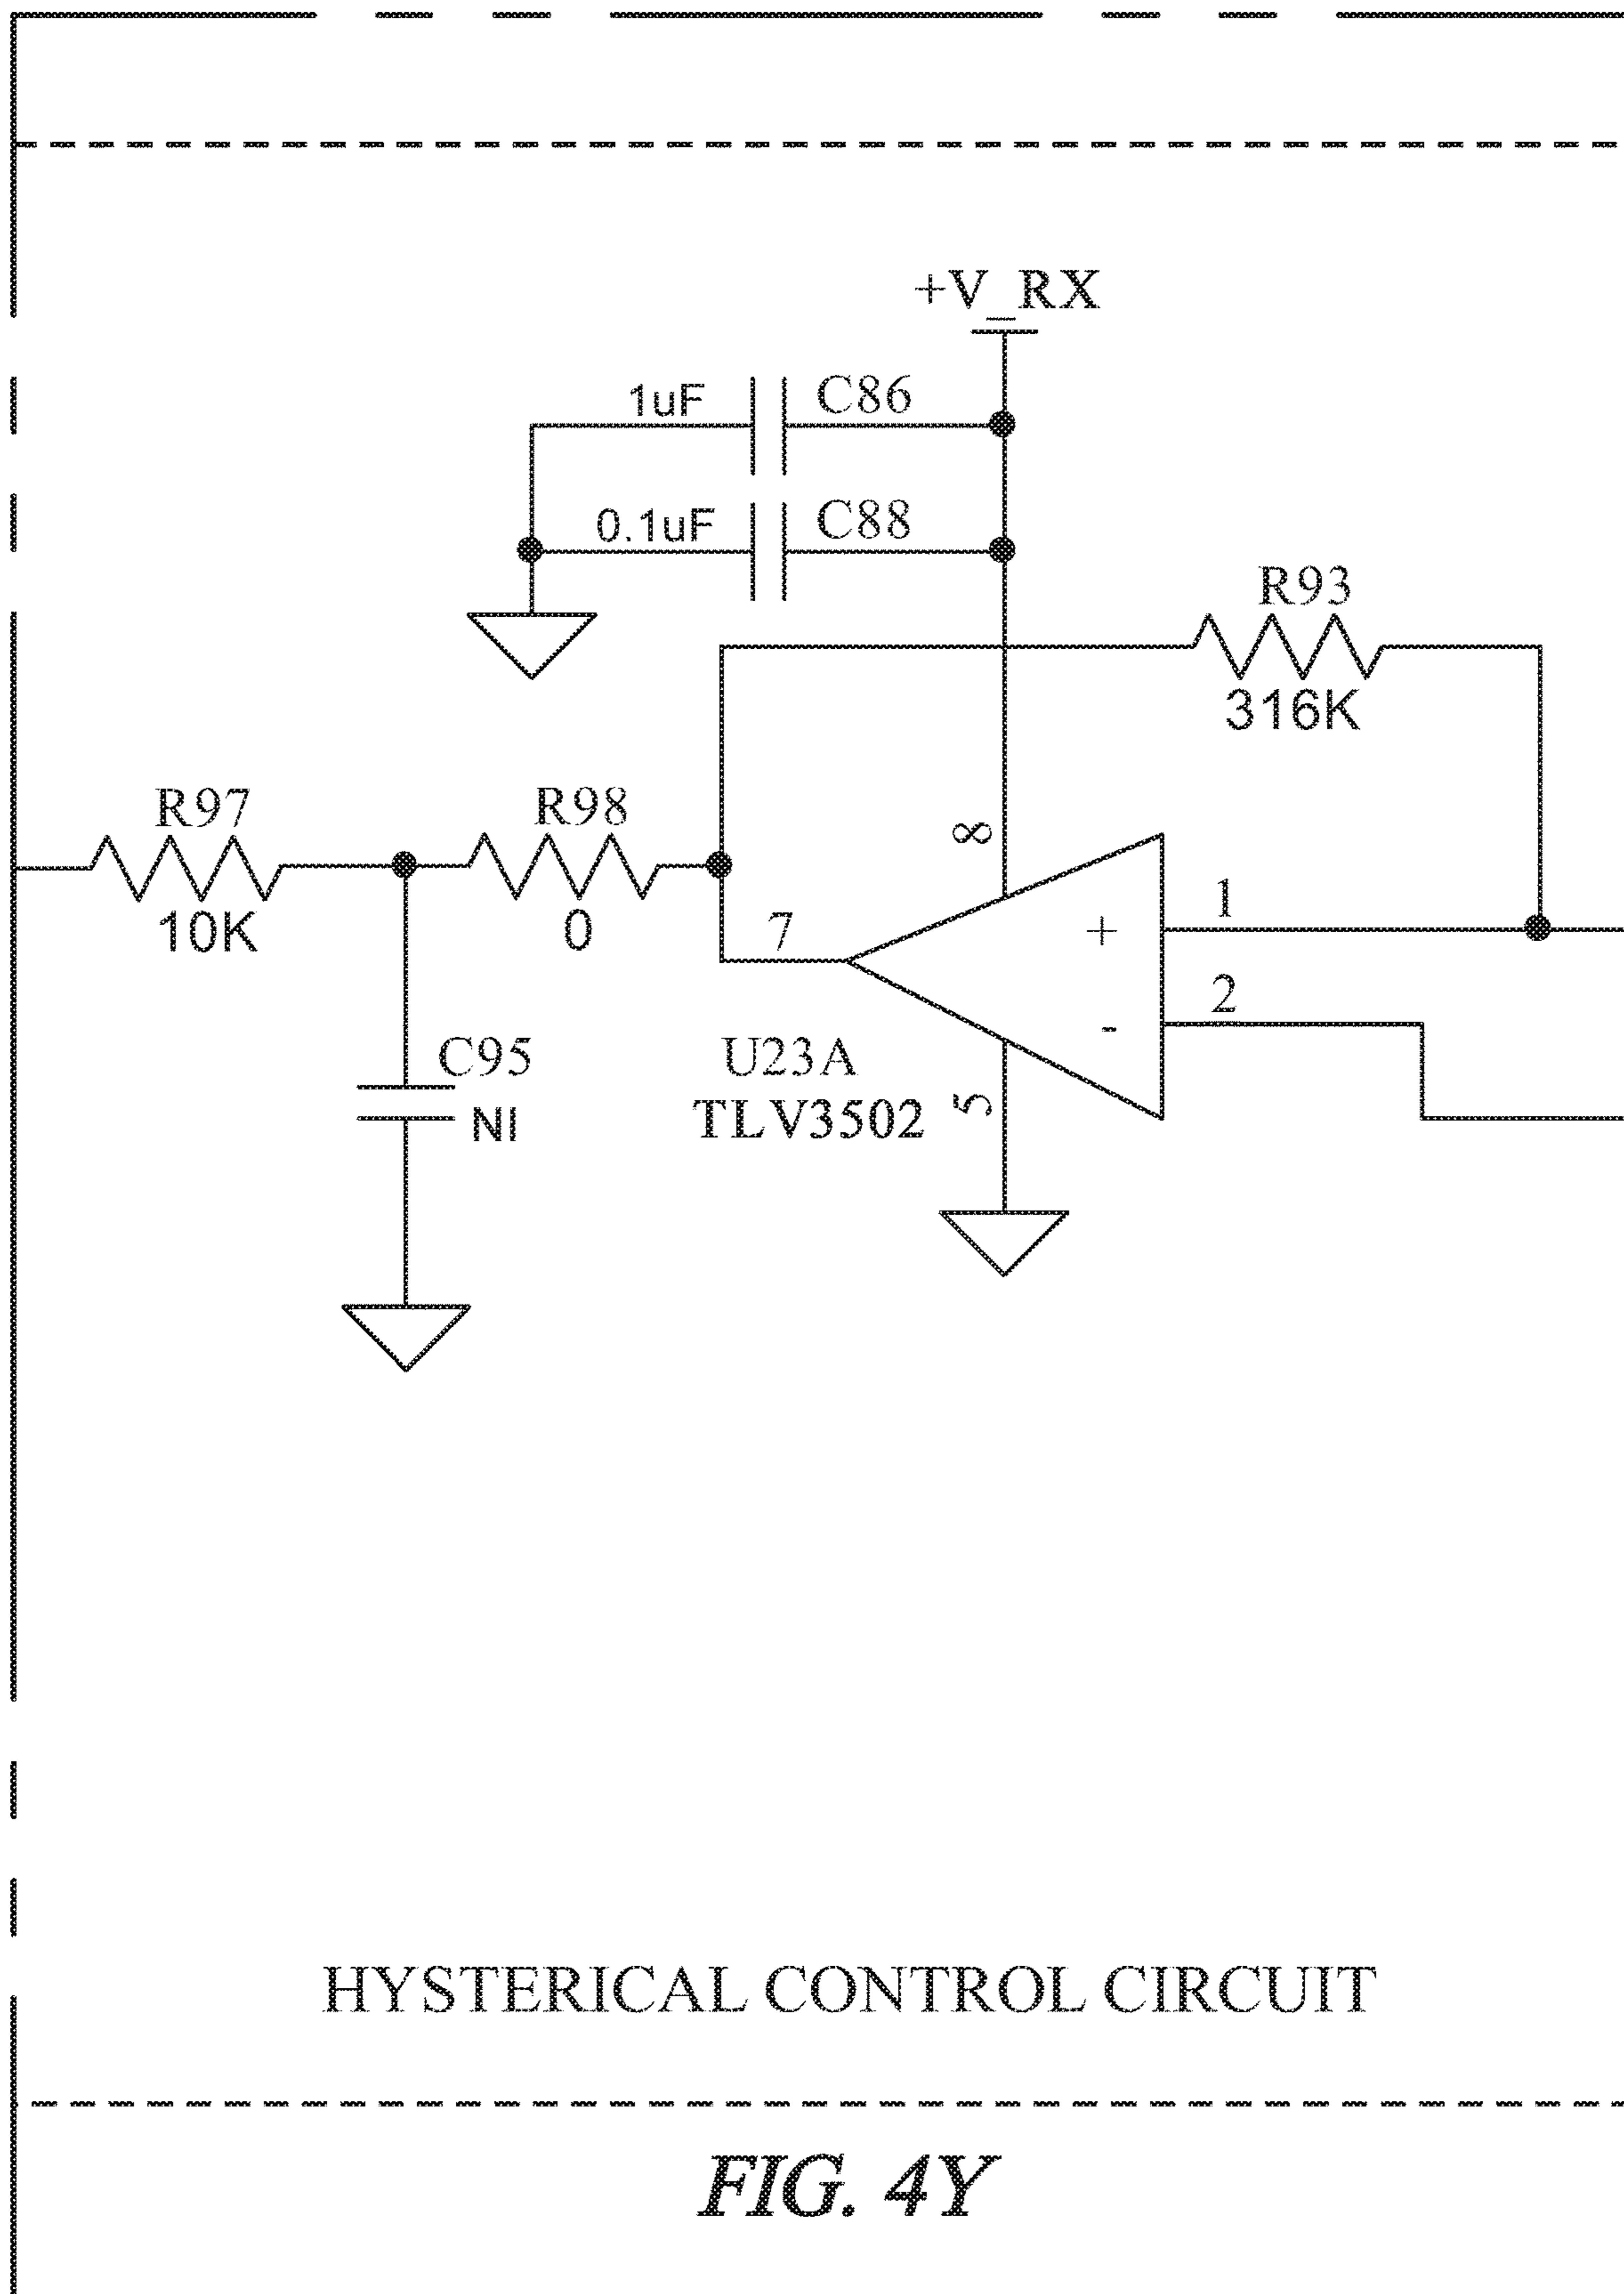 +V_RX
1uF
C86
0.1uF
C88
R93
316K
R97
10K
R98
0
8
7
+
1
-
2
C95
NI
U23A
TLV3502
5
HYSTERICAL CONTROL CIRCUIT
FIG. 4Y